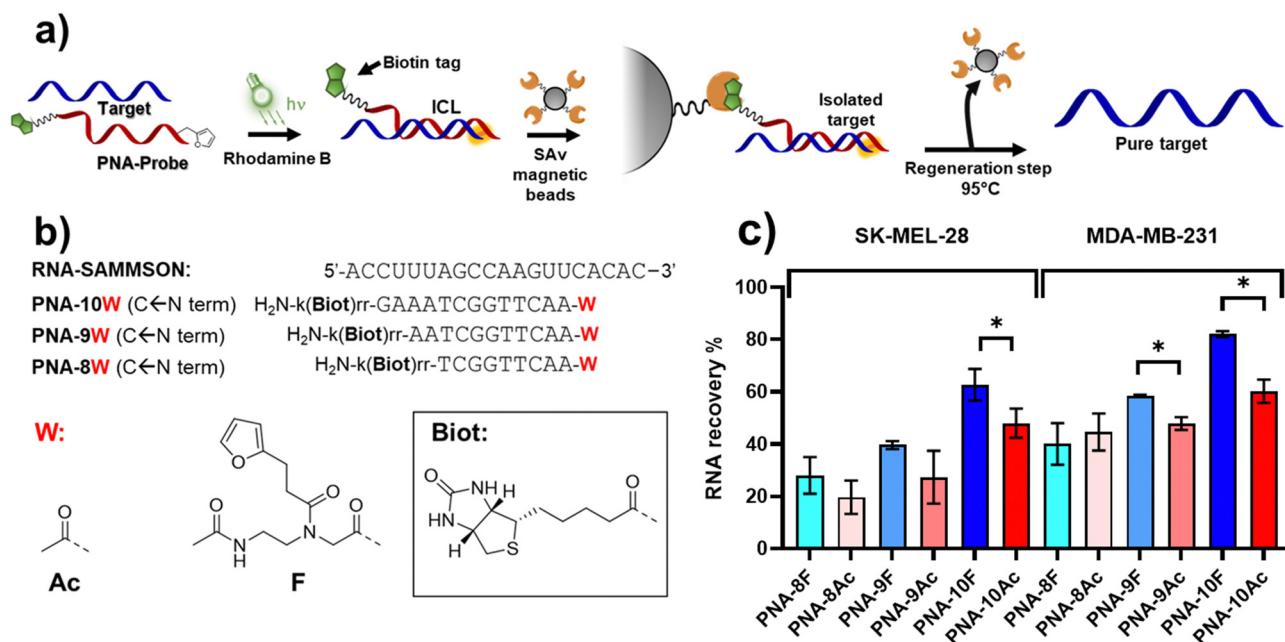 a)
Target
PNA-Probe
hν
Rhodamine B
Biotin tag
ICL
SAv
magnetic
beads
Isolated
target
Regeneration step
95°C
Pure target
b)
RNA-SAMMSON: 5'-ACCUUUAGCCAAGUUCACAC-3'
PNA-10W (C←N term) H2N-k(Biot)rr-GAAATCGGTTCAA-W
PNA-9W (C←N term) H2N-k(Biot)rr-AATCGGTTCAA-W
PNA-8W (C←N term) H2N-k(Biot)rr-TCGGTTCAA-W
W:
O
Ac
O
O
O
O
N
H
N
F
Biot:
O
NH
HN
H
H
S
O
c)
SK-MEL-28 MDA-MB-231
RNA recovery %
100
80
60
40
20
0
* * *
PNA-8F
PNA-8Ac
PNA-9F
PNA-9Ac
PNA-10F
PNA-10Ac
PNA-8F
PNA-8Ac
PNA-9F
PNA-9Ac
PNA-10F
PNA-10Ac